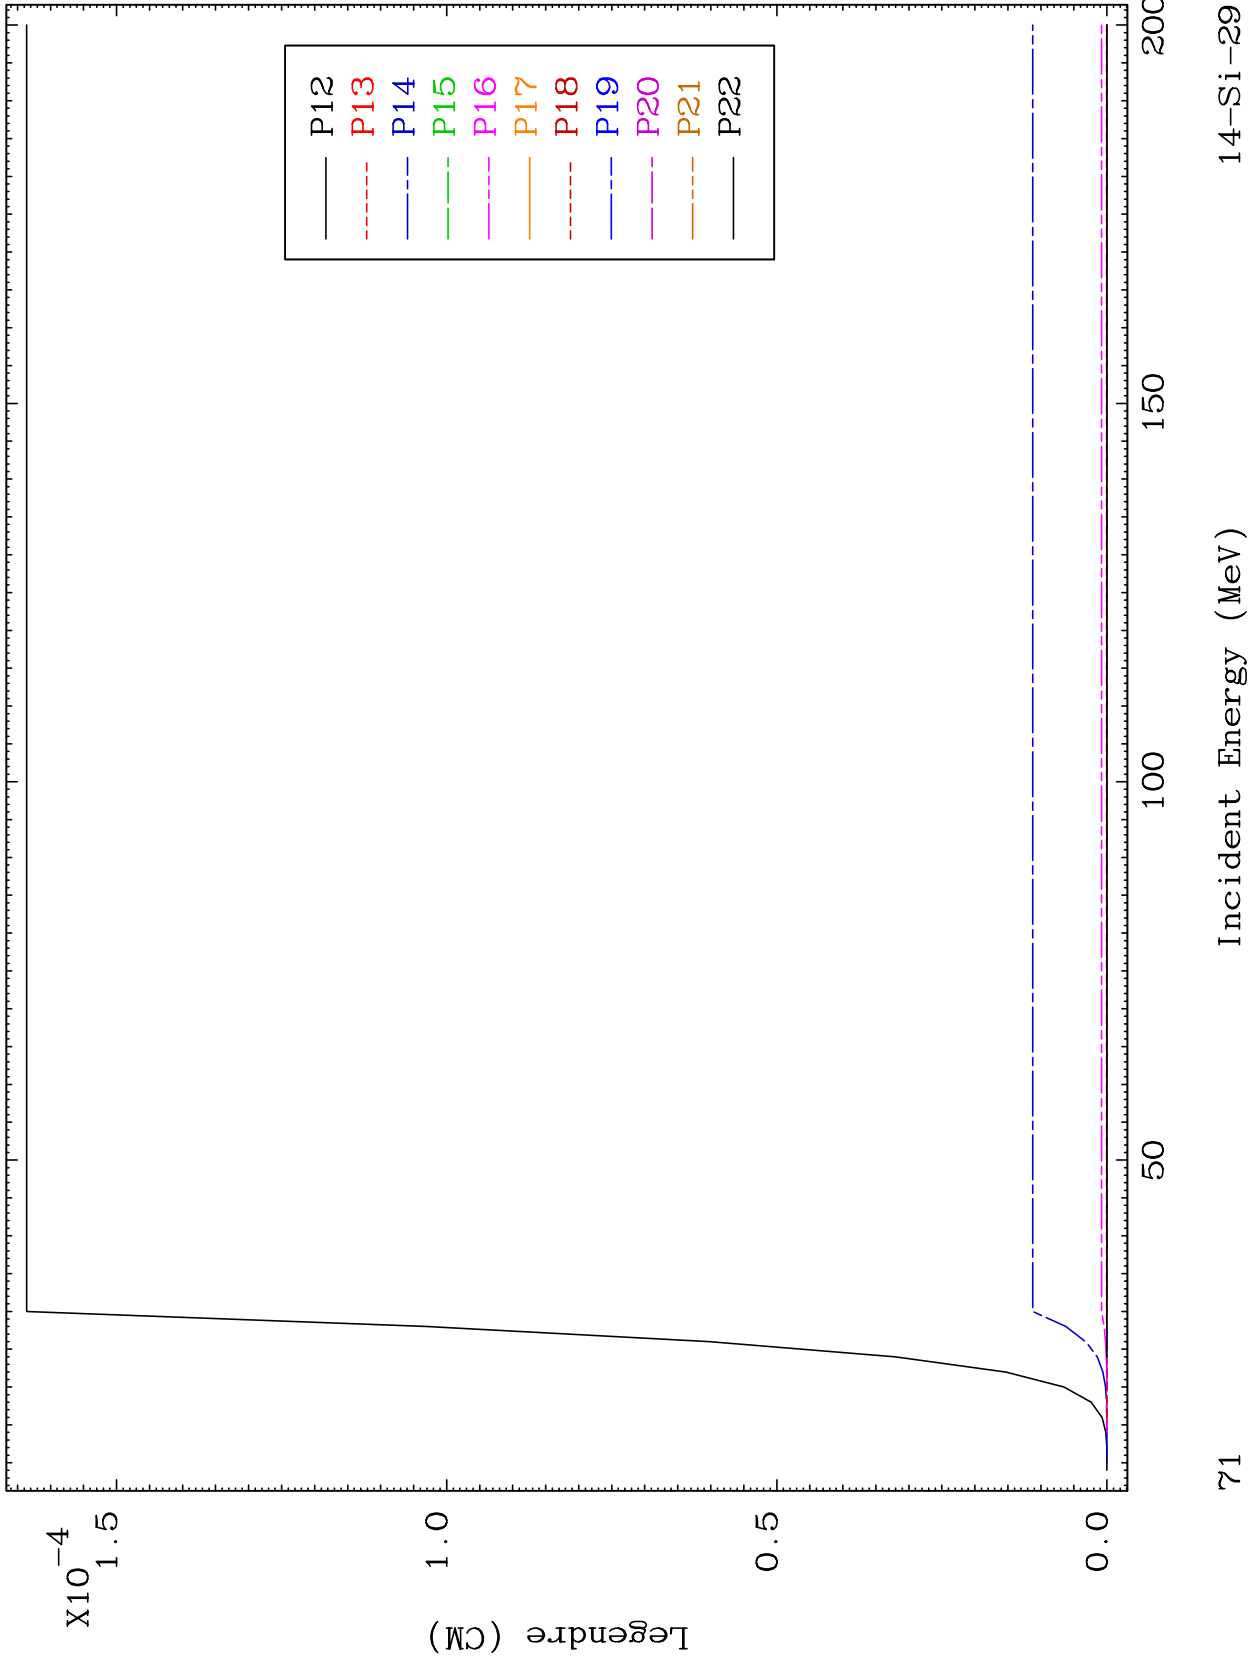 X10-4
1.5
1.0
0.5
0.0
Legendre (CM)
P12
P13
P14
P15
P16
P17
P18
P19
P20
P21
P22
50
100
150
200
Incident Energy (MeV)
71
14-Si-29